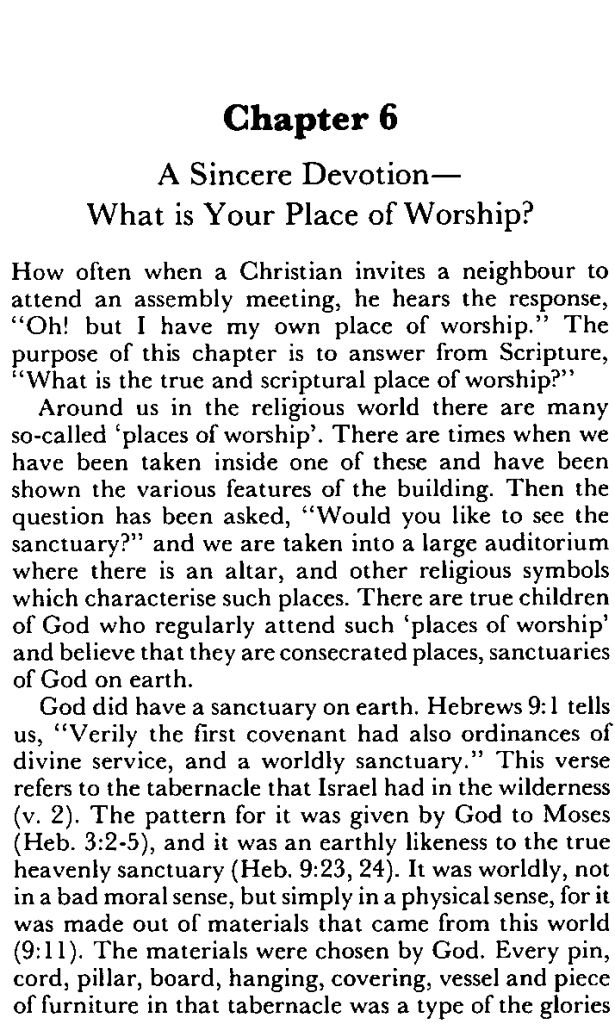 Chapter 6
A Sincere Devotion—
What is Your Place of Worship?
How often when a Christian invites a neighbour to
attend an assembly meeting, he hears the response,
“Oh! but I have my own place of worship.” The
purpose of this chapter is to answer from Scripture,
“What is the true and scriptural place of worship?”
Around us in the religious world there are many
so-called ‘places of worship’. There are times when we
have been taken inside one of these and have been
shown the various features of the building. Then the
question has been asked, “Would you like to see the
sanctuary?” and we are taken into a large auditorium
where there is an altar, and other religious symbols
which characterise such places. There are true children
of God who regularly attend such ‘places of worship’
and believe that they are consecrated places, sanctuaries
of God on earth.
God did have a sanctuary on earth. Hebrews 9:1 tells
us, “Verily the first covenant had also ordinances of
divine service, and a worldly sanctuary.” This verse
refers to the tabernacle that Israel had in the wilderness
(v. 2). The pattern for it was given by God to Moses
(Heb. 3:2-5), and it was an earthly likeness to the true
heavenly sanctuary (Heb. 9:23, 24). It was worldly, not
in a bad moral sense, but simply in a physical sense, for it
was made out of materials that came from this world
(9:11). The materials were chosen by God. Every pin,
cord, pillar, board, hanging, covering, vessel and piece
of furniture in that tabernacle was a type of the glories